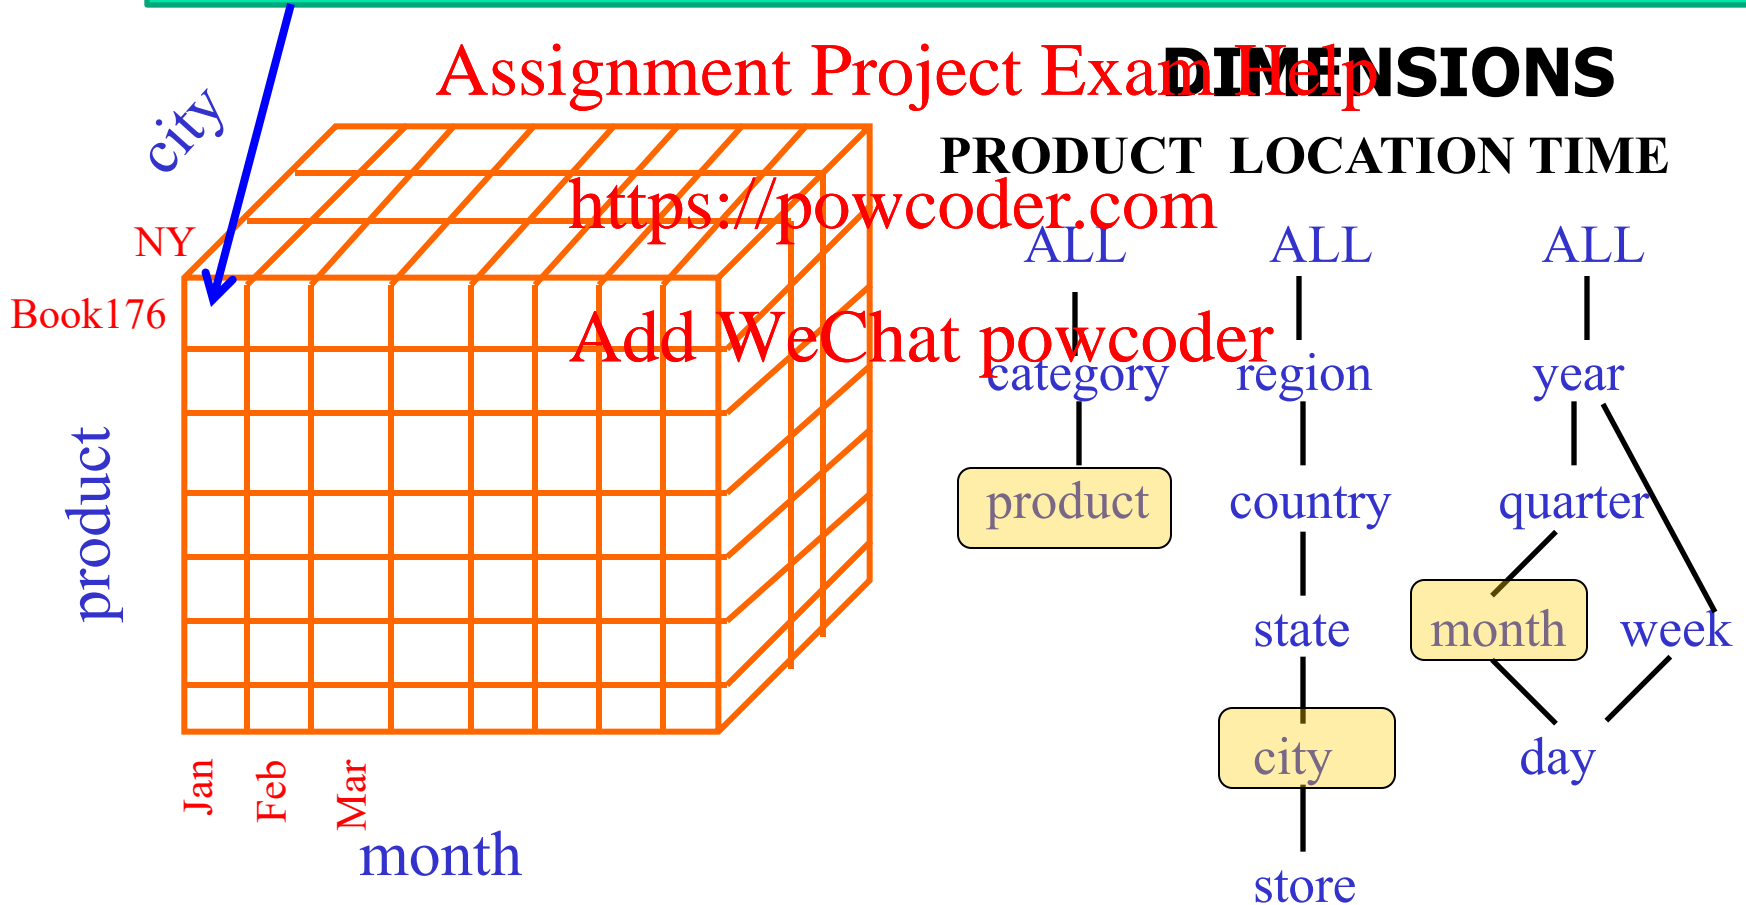 Assignment Project Exam Help
DIMENSIONS
city
PRODUCT LOCATION TIME
https://powcoder.com
NY
ALL ALL ALL
Book176
Add WeChat powcoder
category region year
product
product country quarter
state month week
city day
Jan Feb Mar
month
store